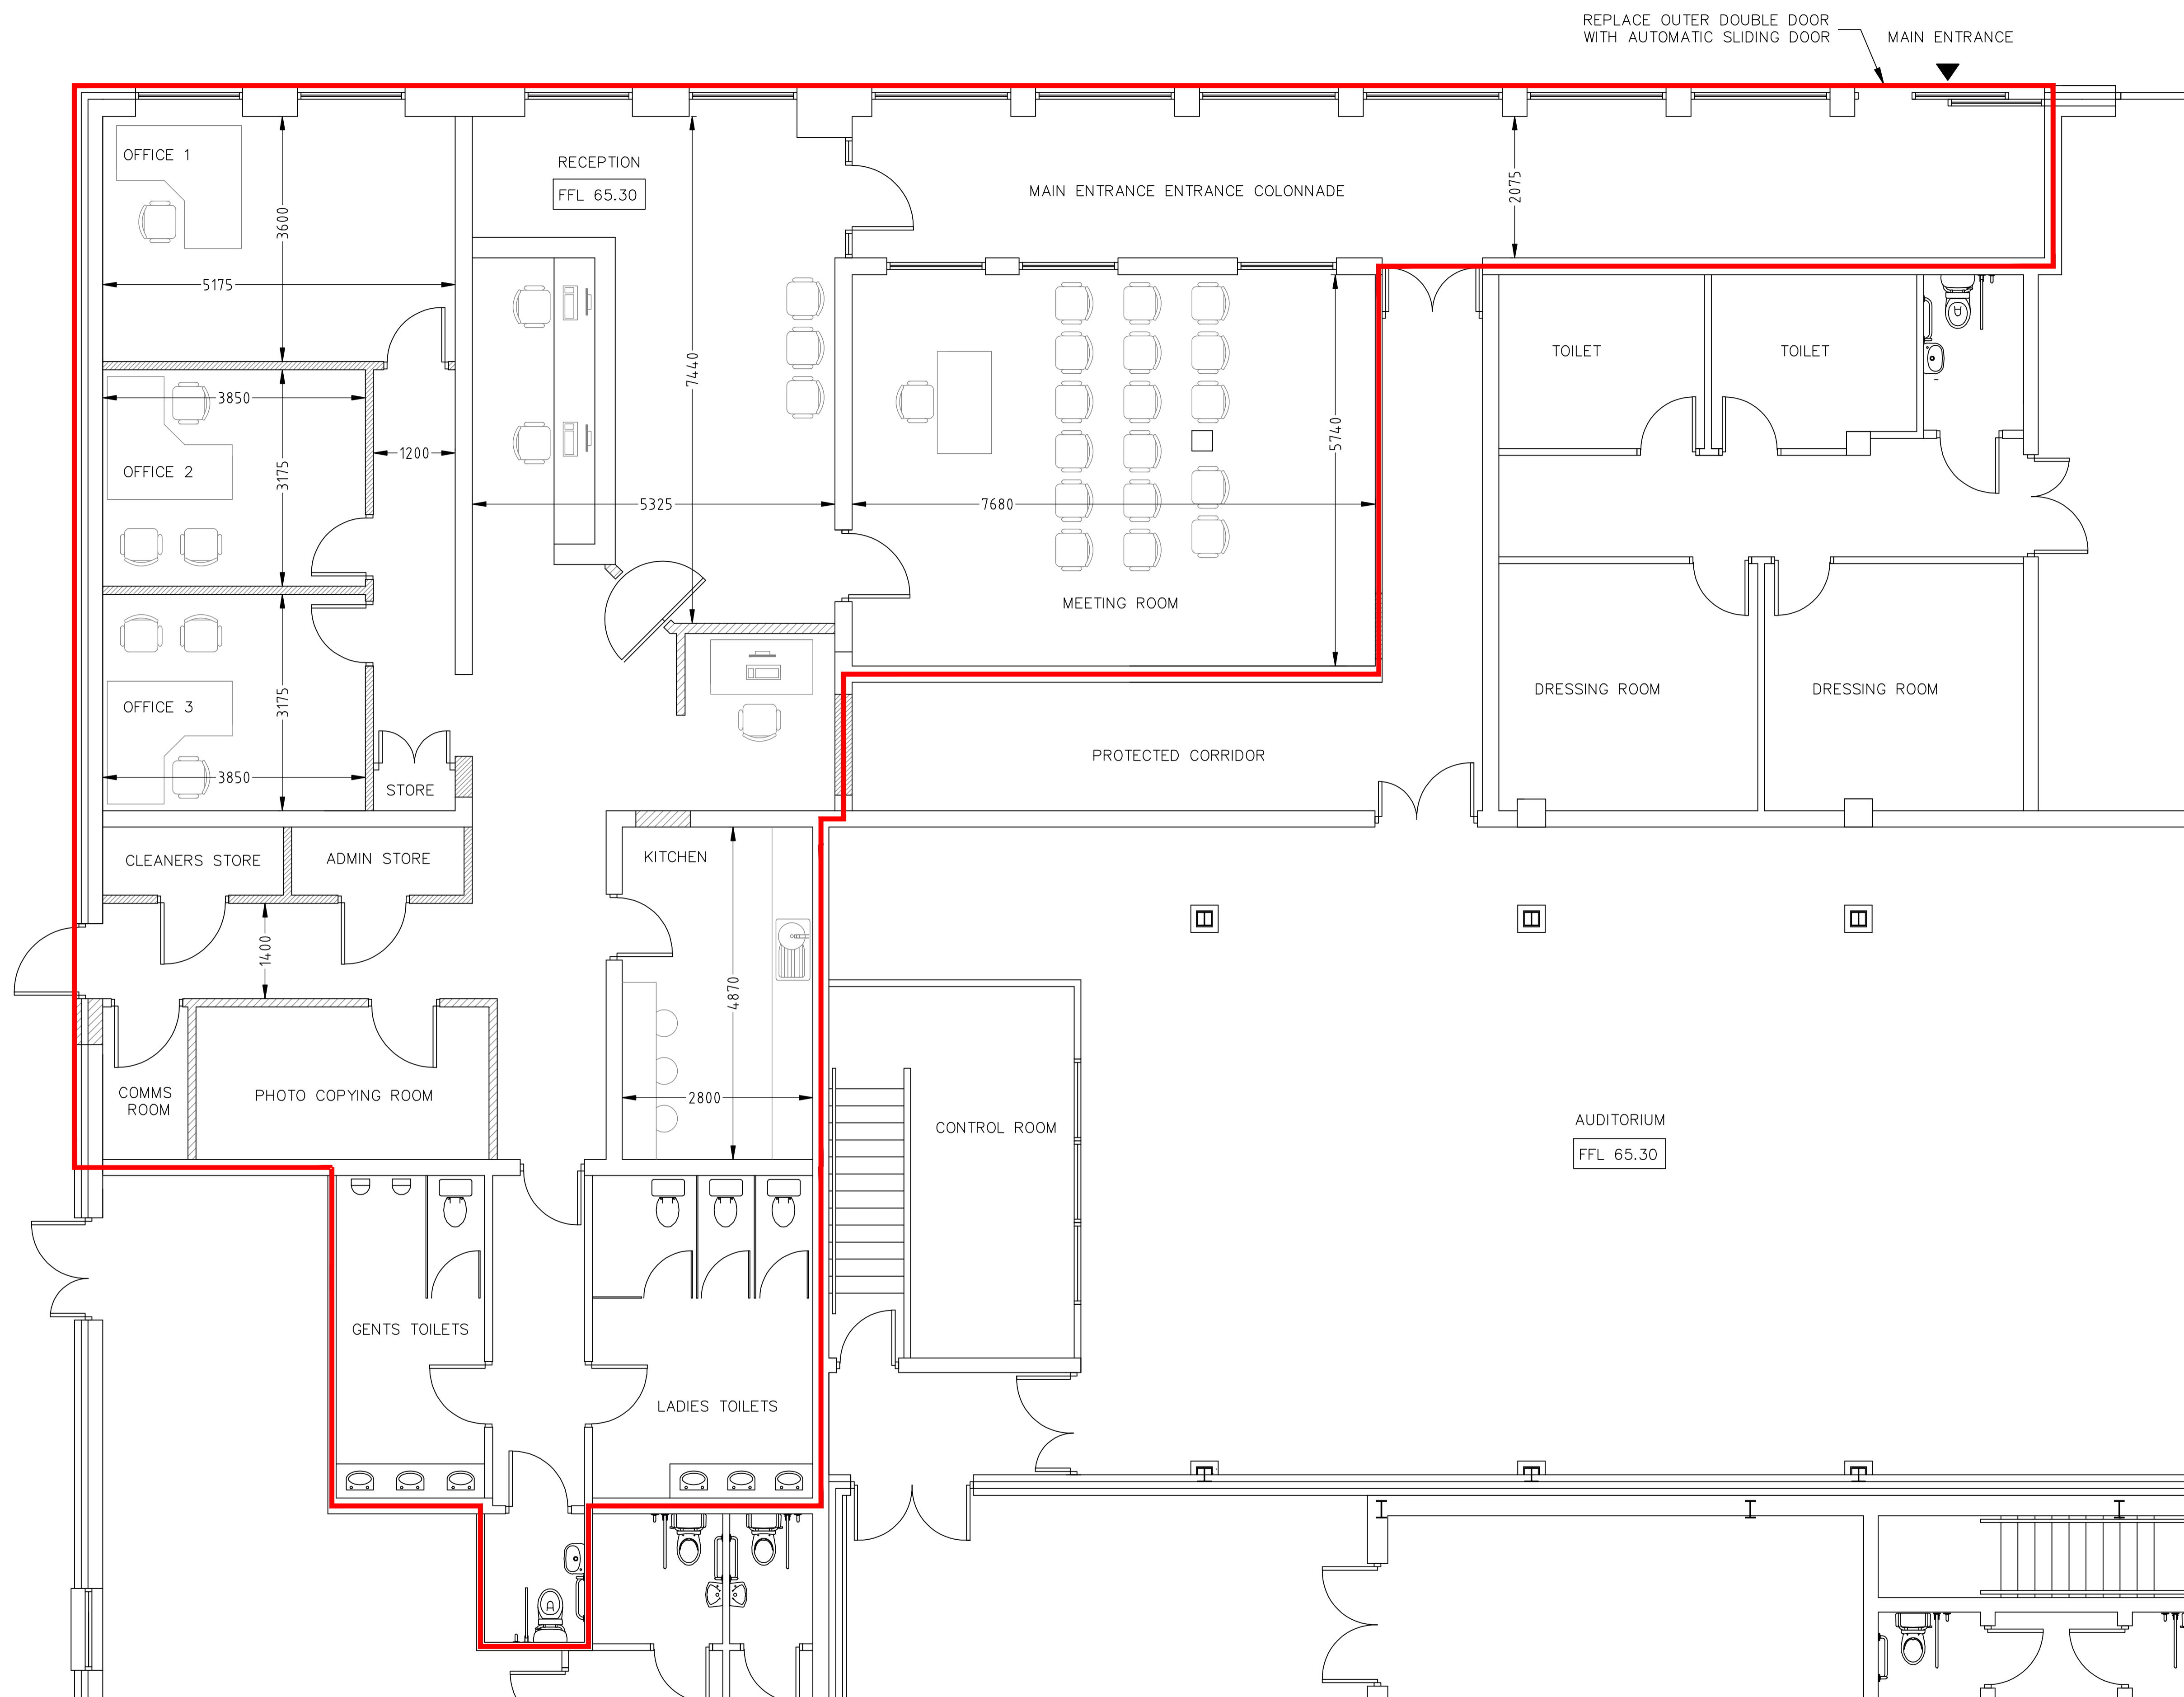 REPLACE OUTER DOUBLE DOOR
WITH AUTOMATIC SLIDING DOOR
MAIN ENTRANCE
OFFICE 1
3600
5175
RECEPTION
FFL 65.30
MAIN ENTRANCE ENTRANCE COLONNADE
2075
3850
OFFICE 2
3175
1200
7440
5325
7680
5740
MEETING ROOM
TOILET
TOILET
OFFICE 3
3175
3850
STORE
DRESSING ROOM
DRESSING ROOM
PROTECTED CORRIDOR
CLEANERS STORE
ADMIN STORE
KITCHEN
1400
4870
2800
COMMS
ROOM
PHOTO COPYING ROOM
CONTROL ROOM
AUDITORIUM
FFL 65.30
GENTS TOILETS
LADIES TOILETS